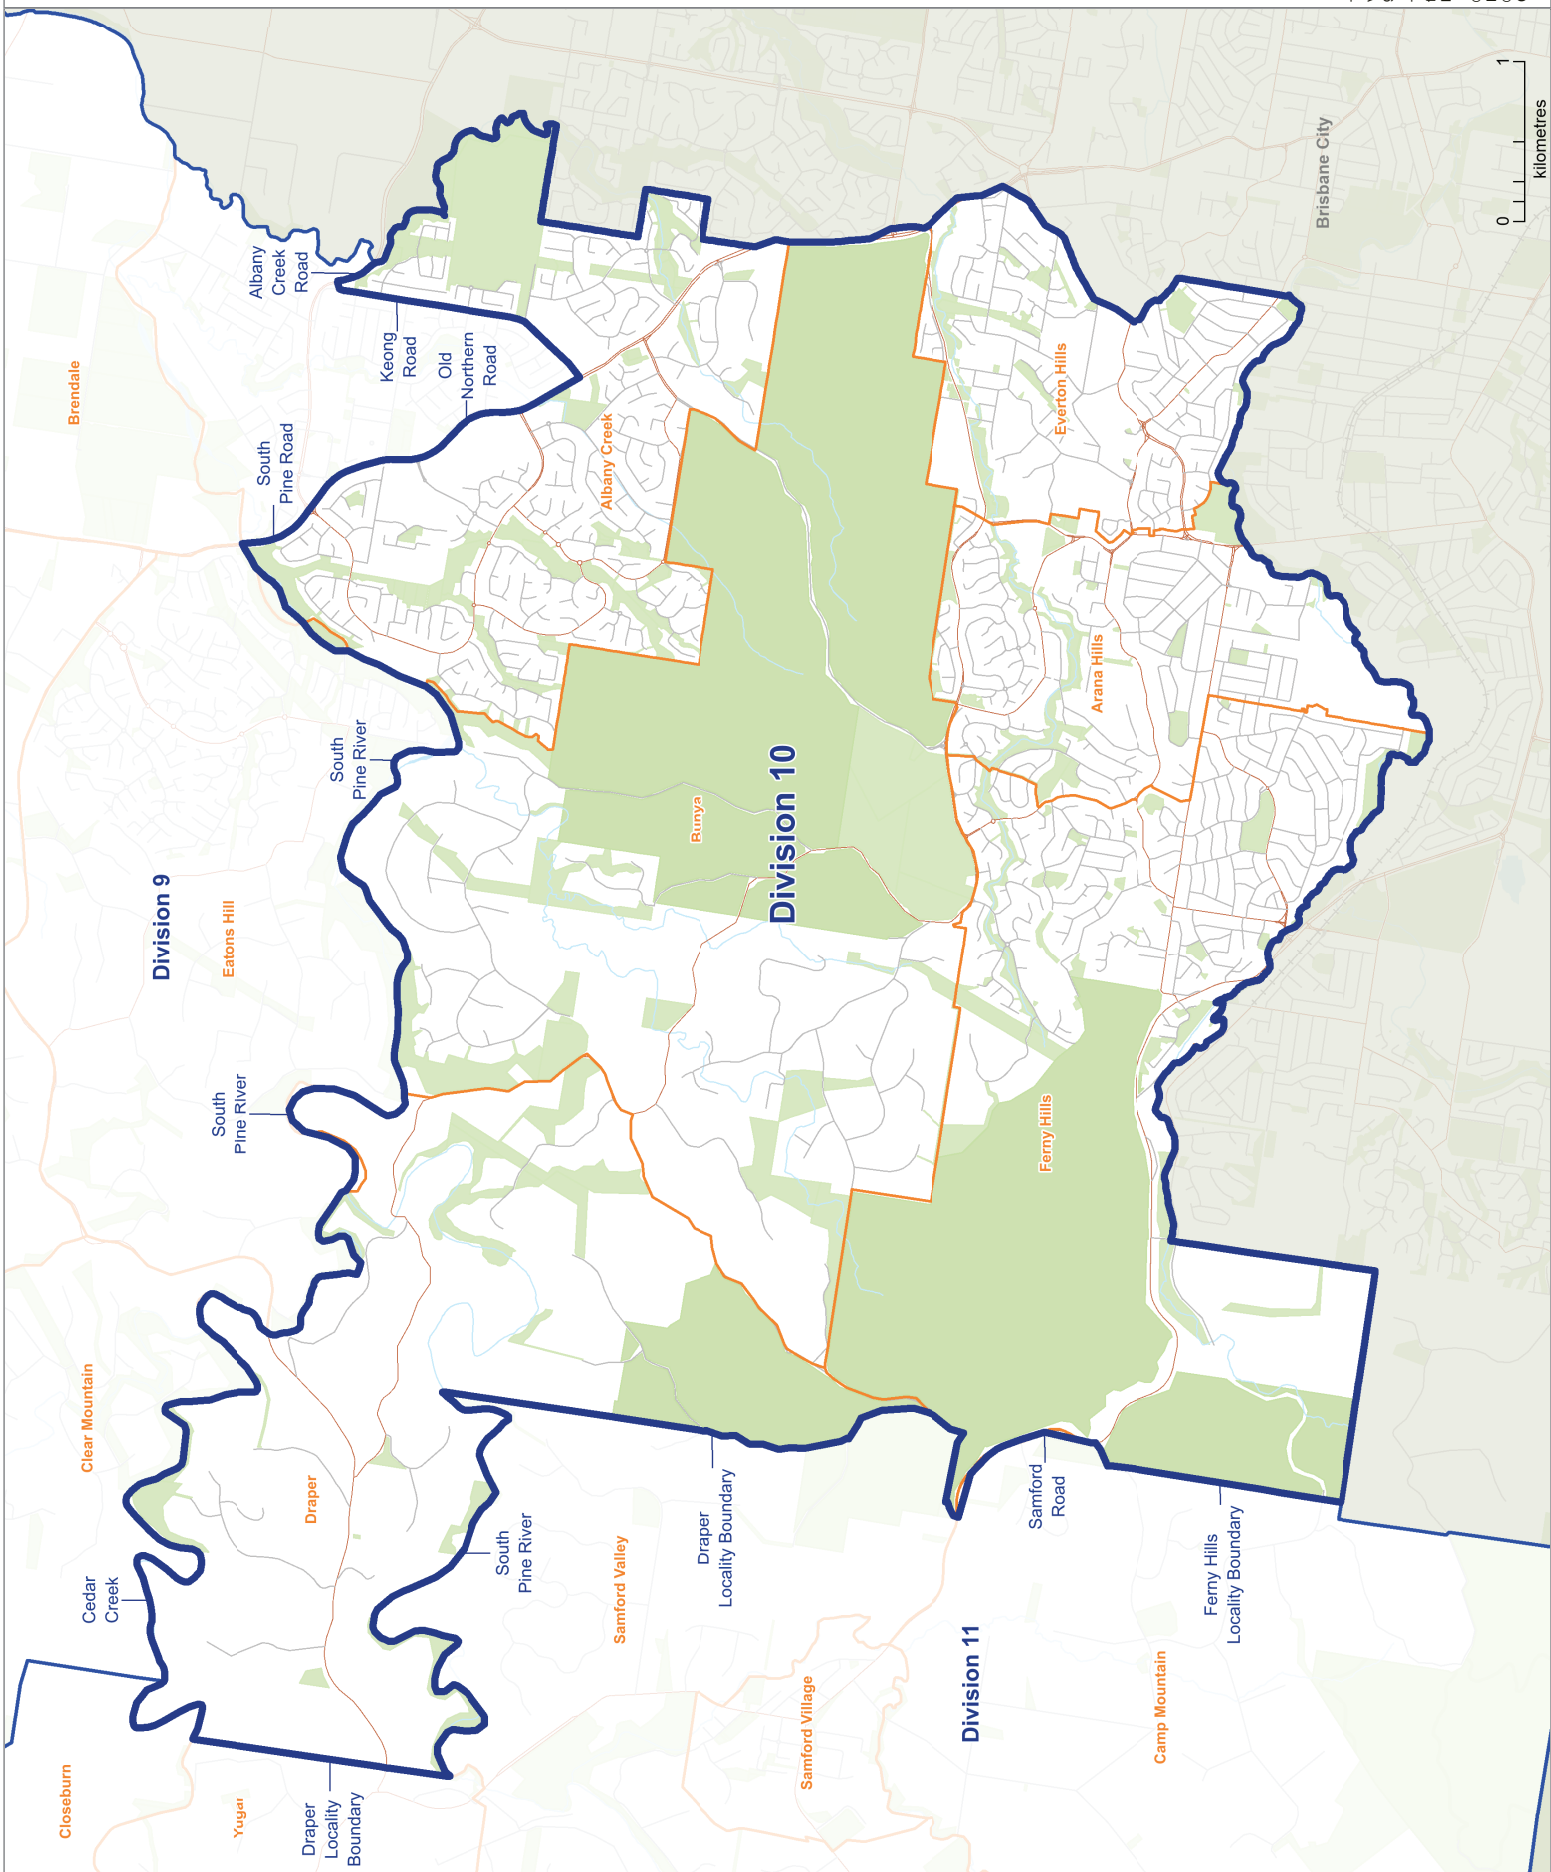 Closeburn
Brendale
Clear Mountain
Cedar
Creek
Division 9
Eatons Hill
South
Pine River
Yugar
Albany
Creek
Road
South
Pine Road
Draper
Locality
Boundary
Draper
South
Pine River
Keong
Road
Old
Northern
Road
South
Pine River
Albany Creek
Samford Valley
Bunya
Draper
Locality Boundary
Division 10
Samford Village
Division 11
Samford
Road
Ferny Hills
Everton Hills
Arana Hills
Camp Mountain
Ferny Hills
Locality Boundary
Brisbane City
0 1
kilometres